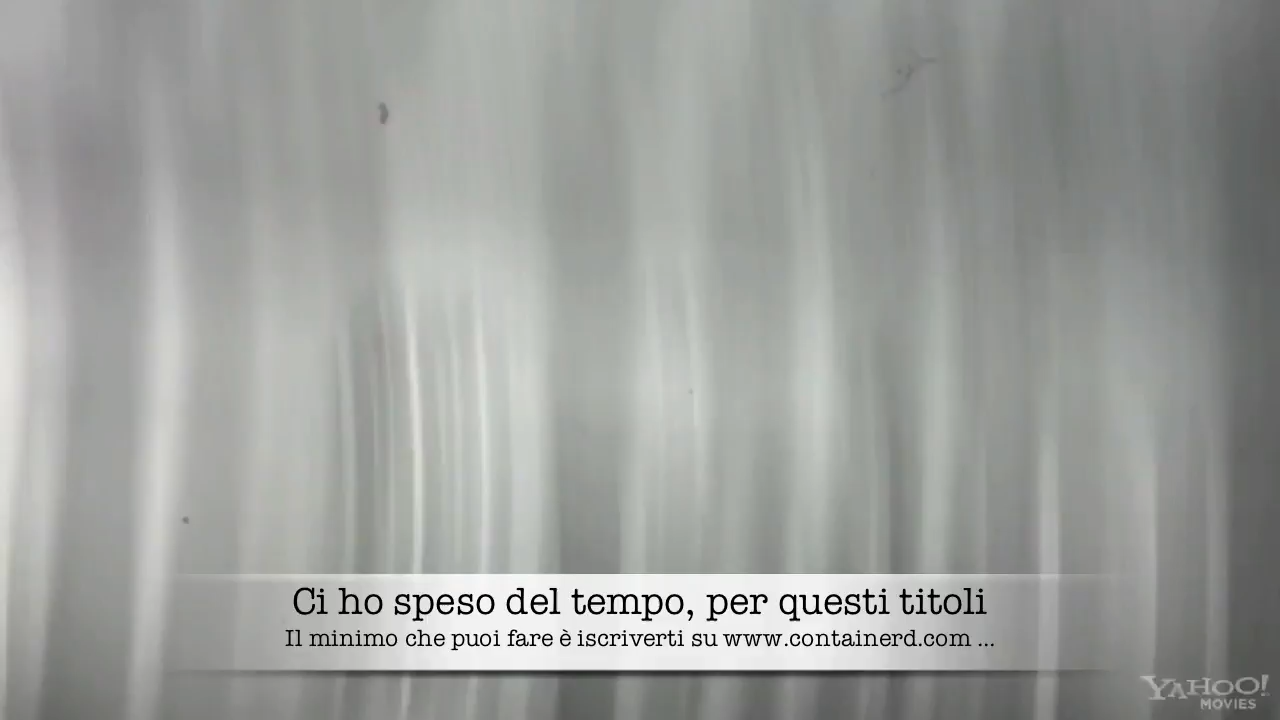 Ci ho speso del tempo, per questi titoli
Il minimo che puoi fare è iscriverti su www.containerd.com ...
YAHOO!
MOVIES